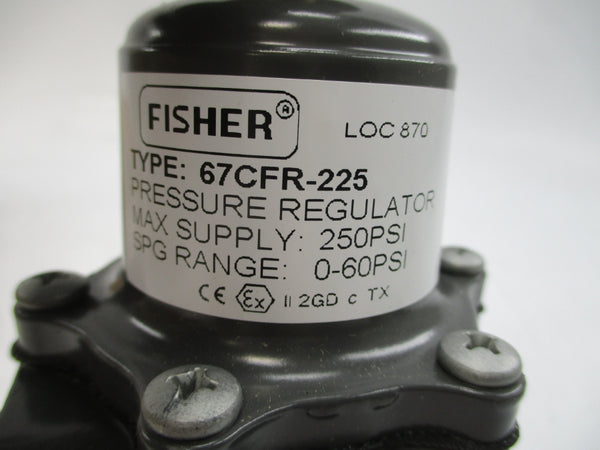 FISHER®
LOC 870
TYPE: 67CFR-225
PRESSURE REGULATOR
MAX SUPPLY: 250PSI
SPG RANGE: 0-60PSI
CE Ex II 2GD c TX